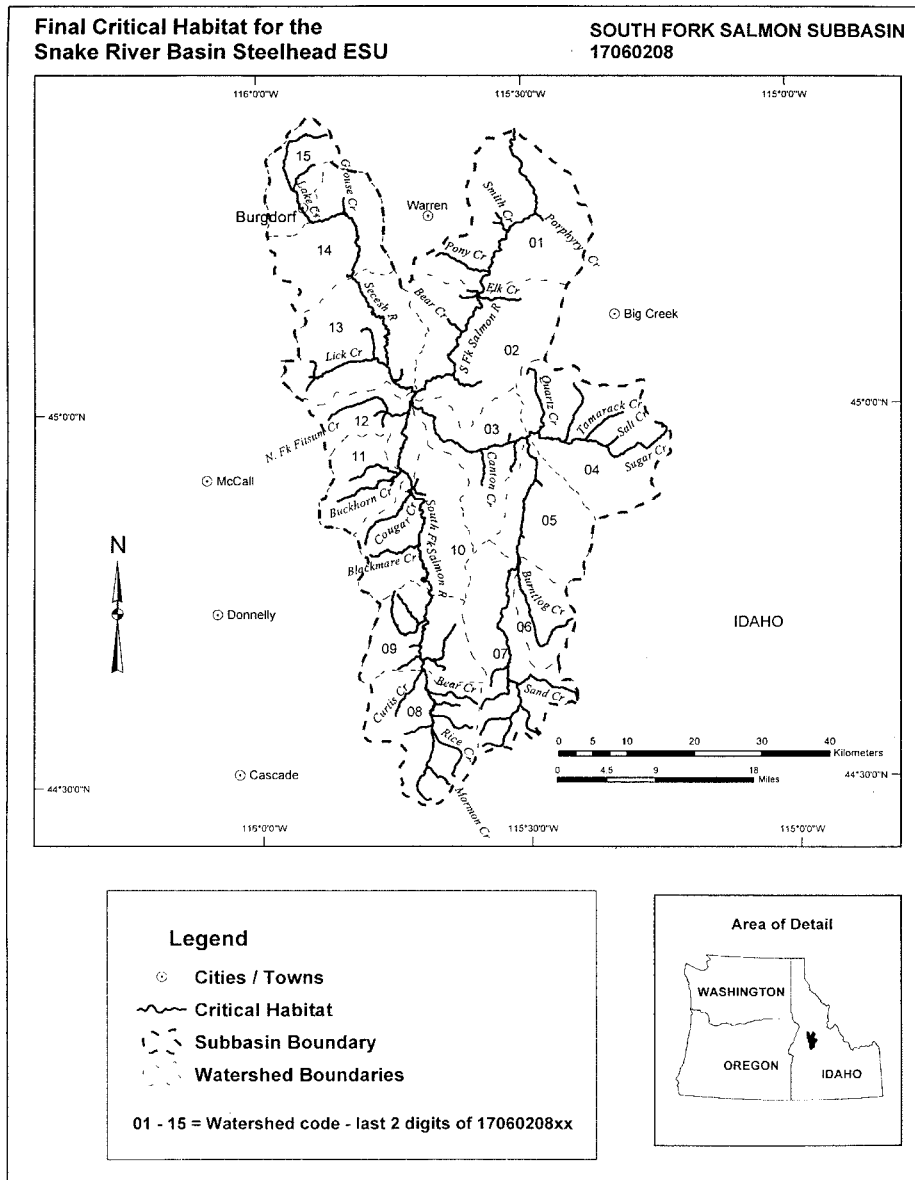 Final Critical Habitat for the
Snake River Basin Steelhead ESU
SOUTH FORK SALMON SUBBASIN
17060208
116°0'0"W
115°30'0"W
115°0'0"W
15
Lake Cr
Grouse Cr
Burgdorf
Warren
Smith Cr
Porphyry Cr
01
14
Pony Cr
Elk Cr
Bear Cr
Secesh R
S Fk Salmon R
Big Creek
13
02
Lick Cr
45°0'0"N
45°0'0"N
Quartz Cr
Tamarack Cr
Salt Cr
Sugar Cr
12
03
04
N. Fk Fitsum Cr
11
Canton Cr
McCall
Buckhorn Cr
05
Cougar Cr
South Fk Salmon R
10
Blackmare Cr
N
Burntlog Cr
Donnelly
IDAHO
06
09
07
Bear Cr
Sand Cr
Curtis Cr
08
Rice Cr
0 5 10 20 30 40
Kilometers
0 4.5 9 18
Miles
Cascade
44°30'0"N
44°30'0"N
Mormon Cr
116°0'0"W
115°30'0"W
115°0'0"W
Legend
Cities / Towns
Critical Habitat
Subbasin Boundary
Watershed Boundaries
01 - 15 = Watershed code - last 2 digits of 17060208xx
Area of Detail
WASHINGTON
OREGON
IDAHO